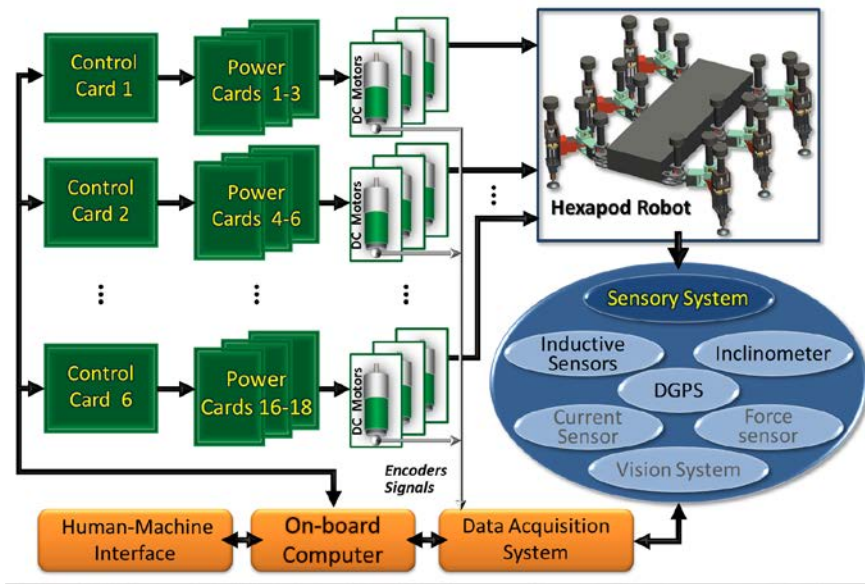 Control
Card 1
Power
Cards 1-3
DC Motors
Hexapod Robot
Control
Card 2
Power
Cards 4-6
DC Motors
...
...
...
...
Control
Card 6
Power
Cards 16-18
DC Motors
Encoders
Signals
Sensory System
Inductive
Sensors
Inclinometer
DGPS
Current
Sensor
Force
sensor
Vision System
Human-Machine
Interface
On-board
Computer
Data Acquisition
System